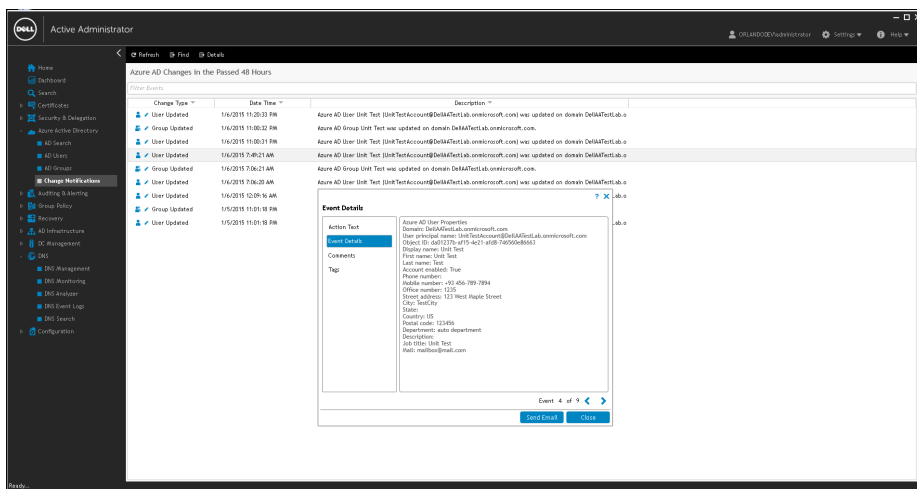 DELL
Active Administrator
ORLANDODEV\administrator Settings Help
Refresh Find Details
Home
Dashboard
Search
Certificates
Security & Delegation
Azure Active Directory
AD Search
AD Users
AD Groups
Change Notifications
Auditing & Alerting
Group Policy
Recovery
AD Infrastructure
DC Management
DNS
DNS Management
DNS Monitoring
DNS Analyzer
DNS Event Logs
DNS Search
Configuration
Ready...
Azure AD Changes in the Passed 48 Hours
Filter Events
Change Type Date Time Description
User Updated 1/6/2015 11:20:33 PM Azure AD User Unit Test (UnitTestAccount@DellAATestLab.onmicrosoft.com) was updated on domain DellAATestLab.o
Group Updated 1/6/2015 11:00:32 PM Azure AD Group Unit Test was updated on domain DellAATestLab.onmicrosoft.com.
User Updated 1/6/2015 11:00:31 PM Azure AD User Unit Test (UnitTestAccount@DellAATestLab.onmicrosoft.com) was updated on domain DellAATestLab.o
User Updated 1/6/2015 7:49:21 AM Azure AD User Unit Test (UnitTestAccount@DellAATestLab.onmicrosoft.com) was updated on domain DellAATestLab.o
Group Updated 1/6/2015 7:06:21 AM Azure AD Group Unit Test was updated on domain DellAATestLab.onmicrosoft.com.
User Updated 1/6/2015 7:06:20 AM Azure AD User Unit Test (UnitTestAccount@DellAATestLab.onmicrosoft.com) was updated on domain DellAATestLab.o
User Updated 1/6/2015 12:09:16 AM Lab.o
Group Updated 1/5/2015 11:01:18 PM
User Updated 1/5/2015 11:01:18 PM Lab.o
?
Event Details
Action Text
Event Details
Comments
Tags
Azure AD User Properties
Domain: DellAATestLab.onmicrosoft.com
User principal name: UnitTestAccount@DellAATestLab.onmicrosoft.com
Object ID: da01237b-af15-4e21-afd8-746560e86663
Display name: Unit Test
First name: Unit Test
Last name: Test
Account enabled: True
Phone number:
Mobile number: +93 456-789-7894
Office number: 1235
Street address: 123 West Maple Street
City: TestCity
State:
Country: US
Postal code: 123456
Department: auto department
Description:
Job title: Unit Test
Mail: mailbox@mail.com
Event 4 of 9
Send Email Close